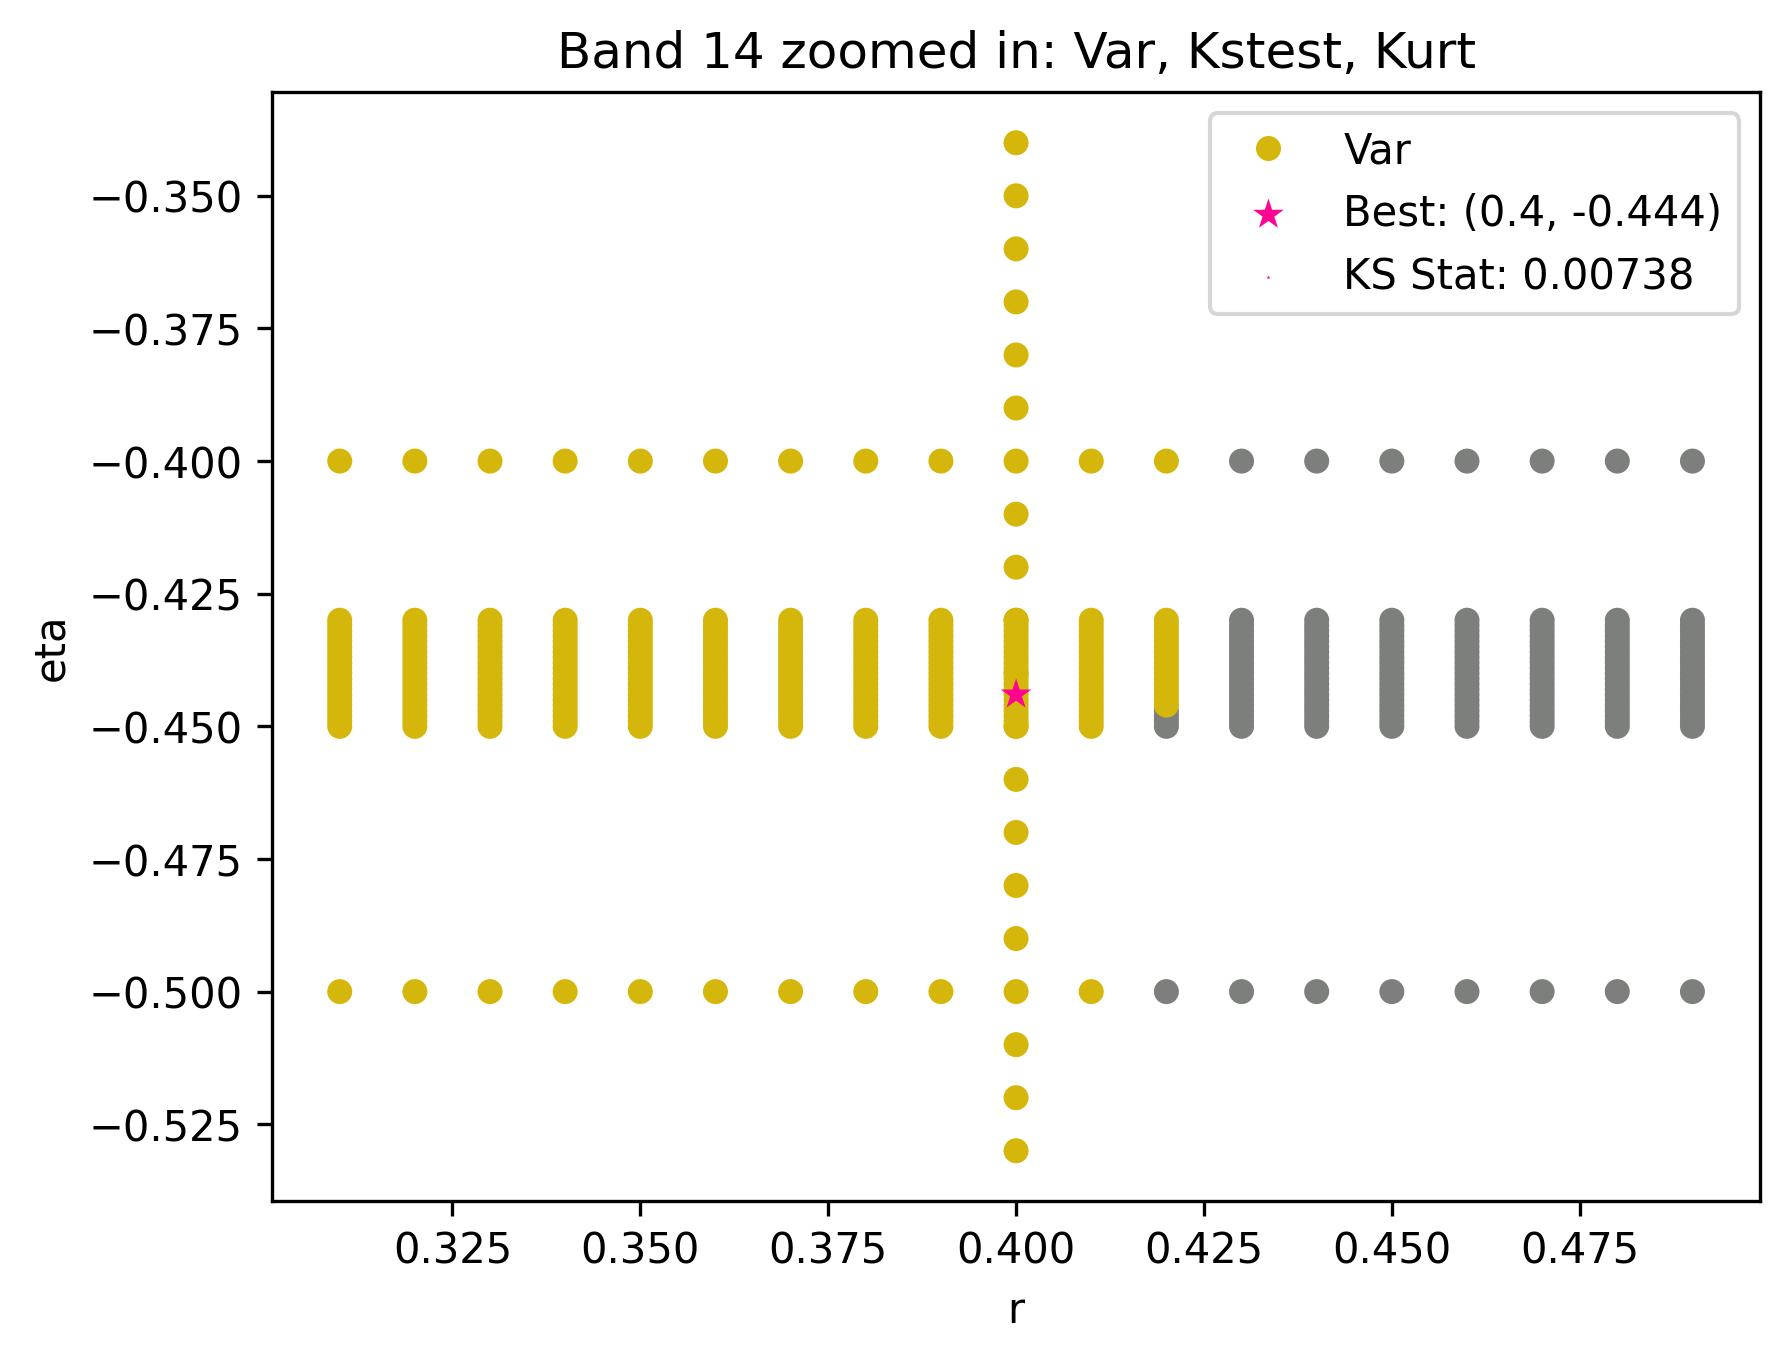 Band 14 zoomed in: Var, Kstest, Kurt
Var
Best: (0.4, -0.444)
KS Stat: 0.00738
−0.350
−0.375
−0.400
−0.425
−0.450
−0.475
−0.500
−0.525
eta
0.325 0.350 0.375 0.400 0.425 0.450 0.475
r